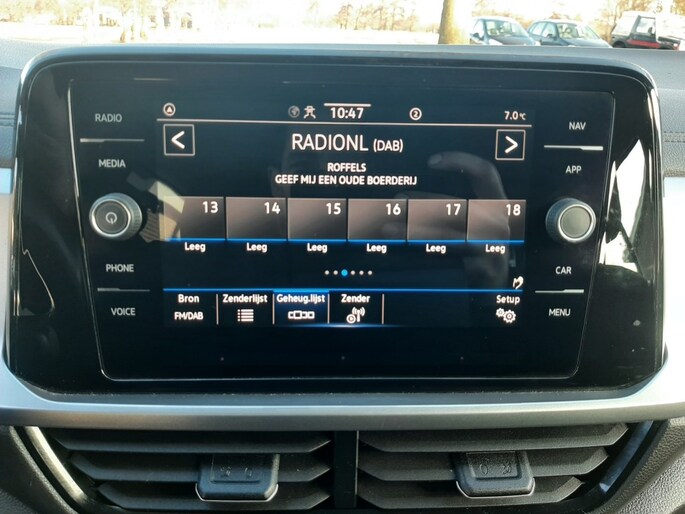 RADIO
MEDIA
PHONE
VOICE
10:47
2
7.0°C
RADIONL (DAB)
ROFFELS
GEEF MIJ EEN OUDE BOERDERIJ
13 14 15 16 17 18
Leeg Leeg Leeg Leeg Leeg Leeg
Bron Zenderlijst Geheug.lijst Zender Setup
FM/DAB
NAV
APP
CAR
MENU